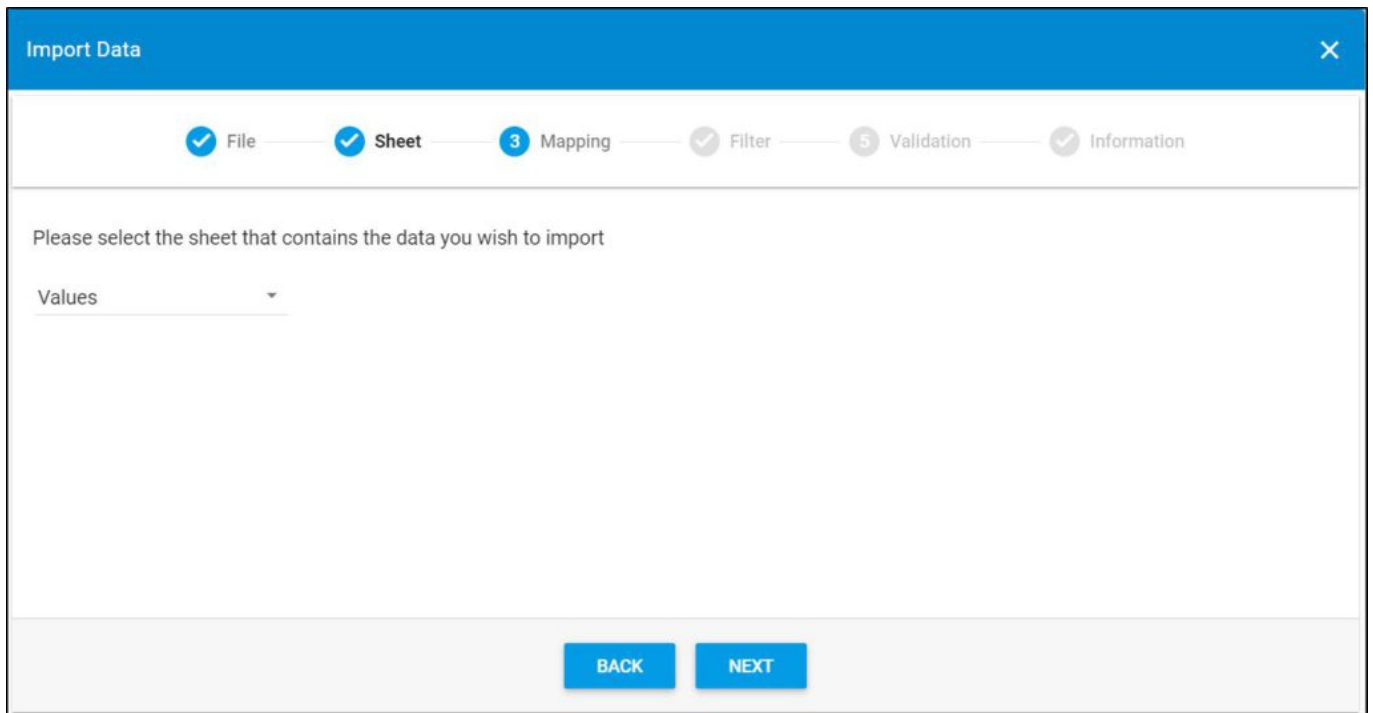 Import Data
File Sheet 3 Mapping Filter 5 Validation Information
Please select the sheet that contains the data you wish to import
Values
BACK NEXT